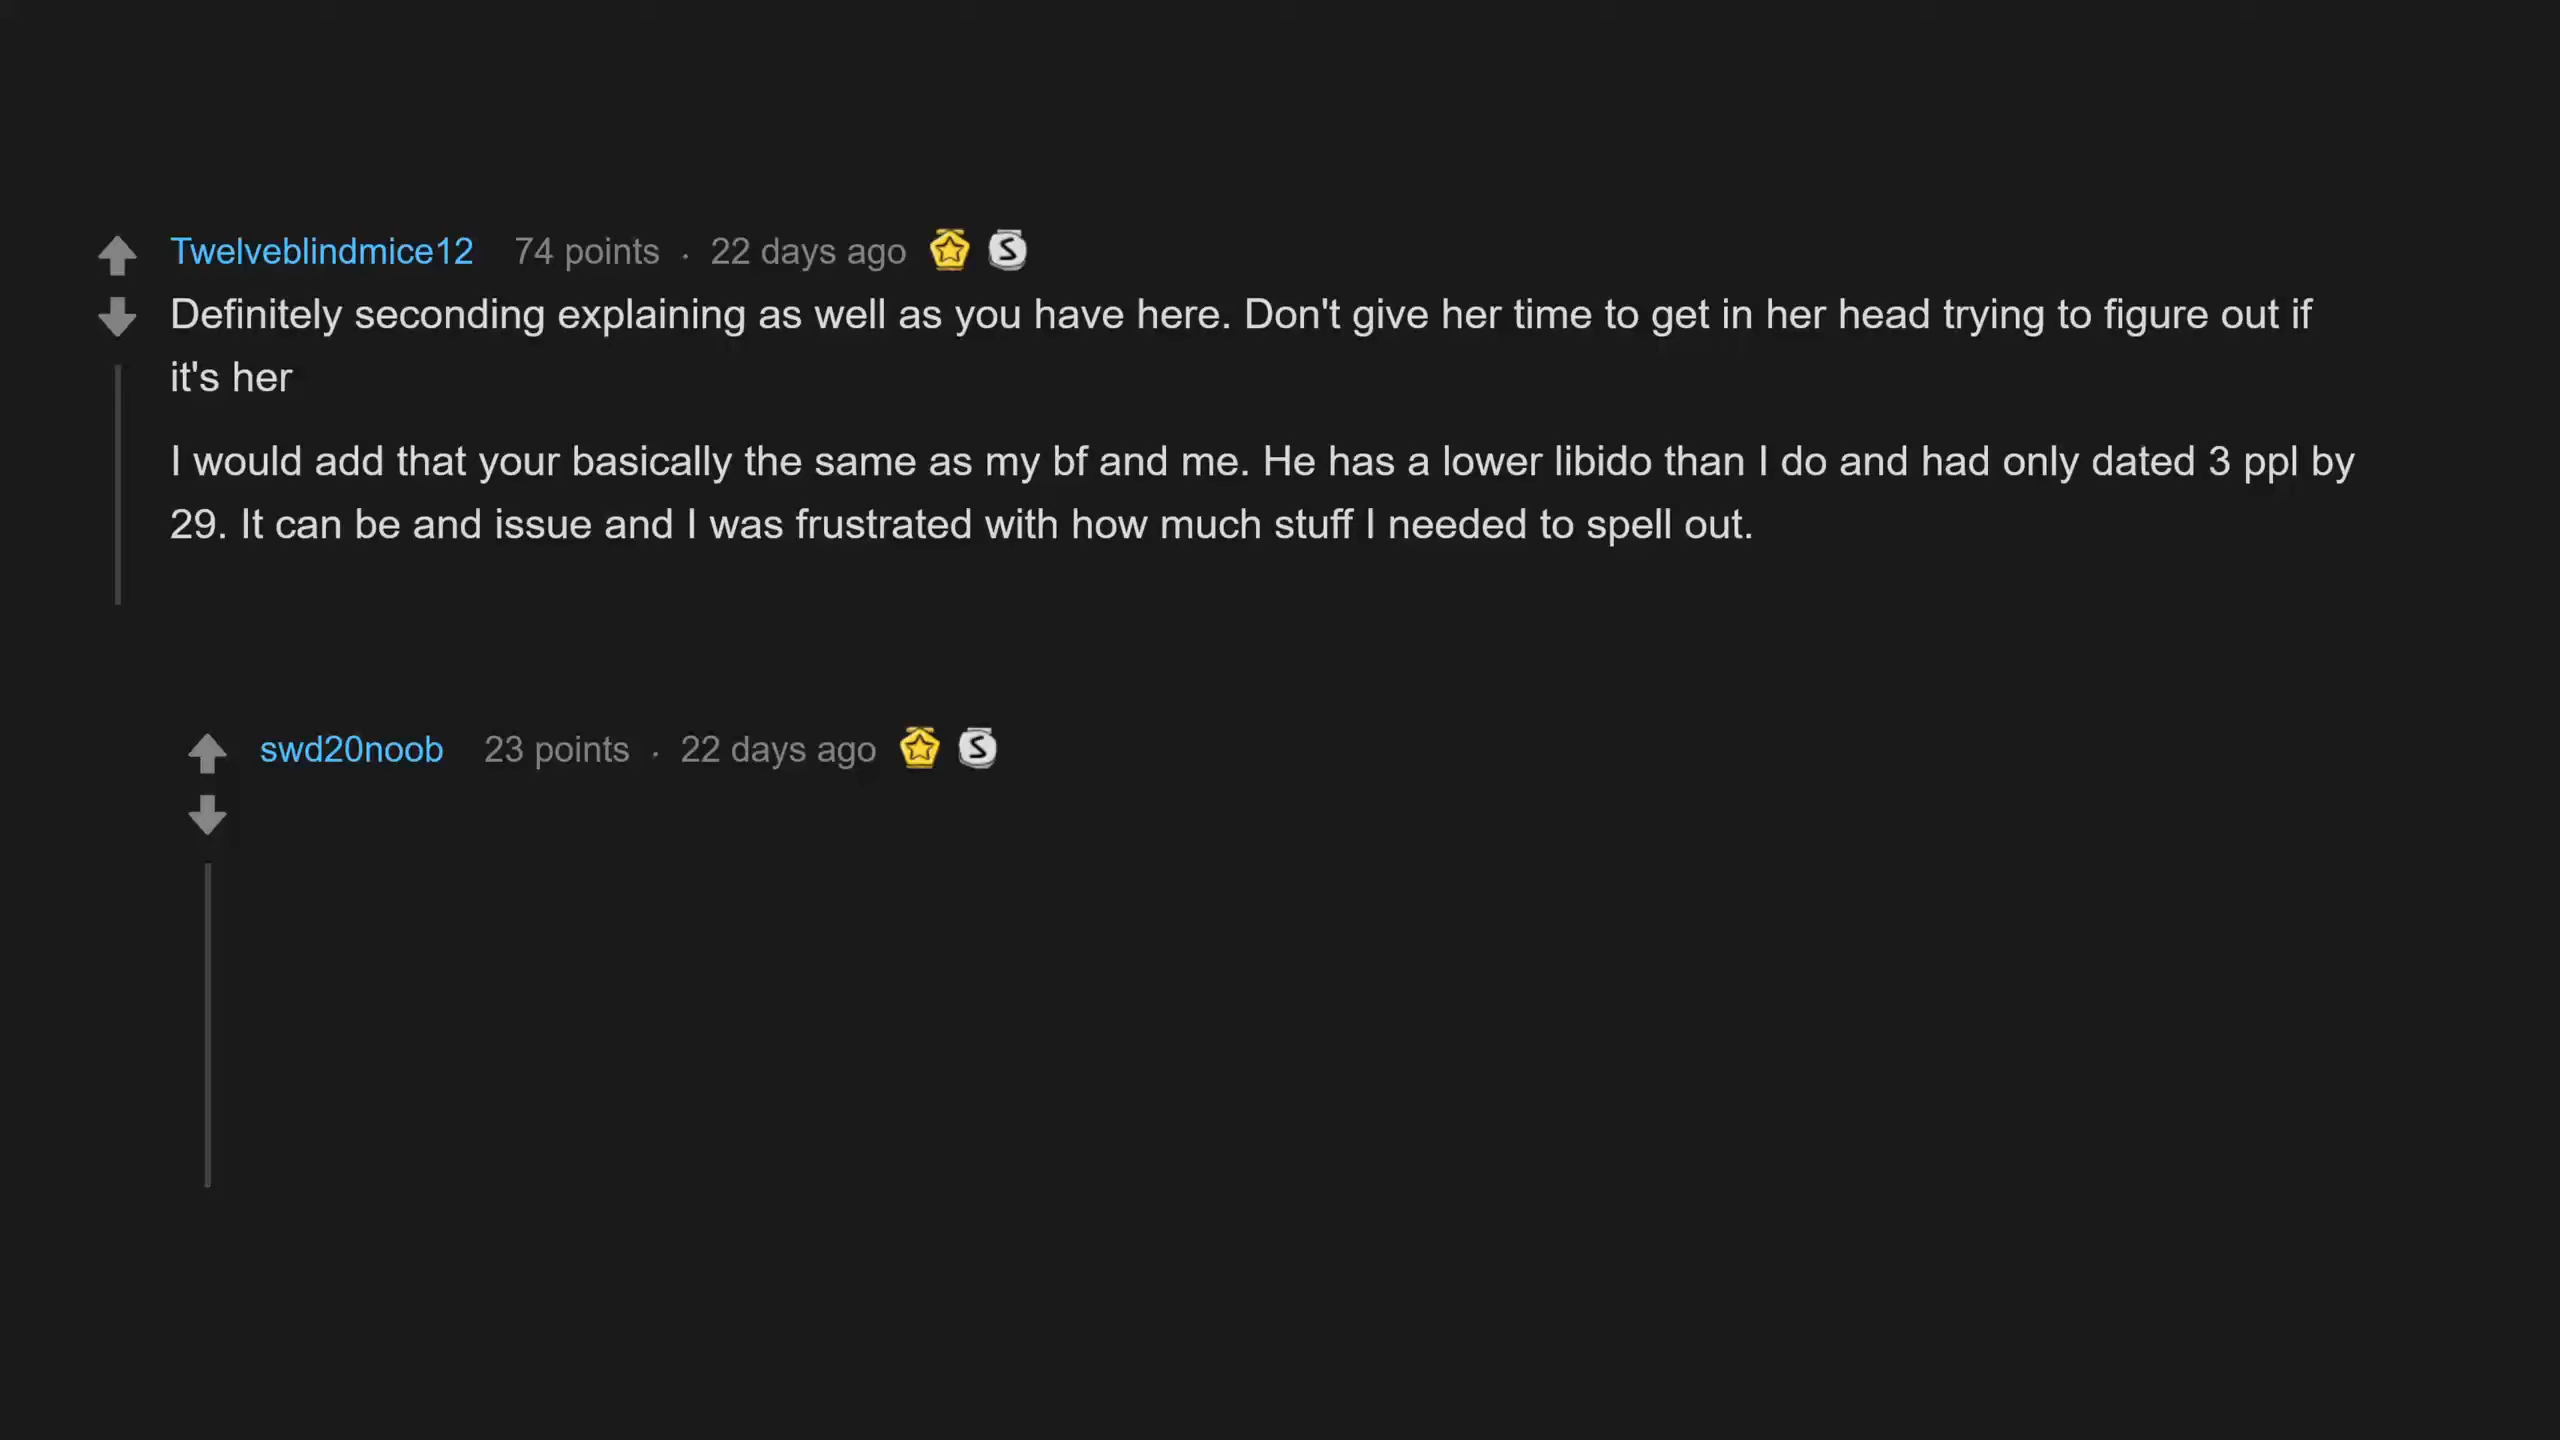 Twelveblindmice12 74 points · 22 days ago S
Definitely seconding explaining as well as you have here. Don't give her time to get in her head trying to figure out if
it's her
I would add that your basically the same as my bf and me. He has a lower libido than I do and had only dated 3 ppl by
29. It can be and issue and I was frustrated with how much stuff I needed to spell out.
swd20noob 23 points · 22 days ago S